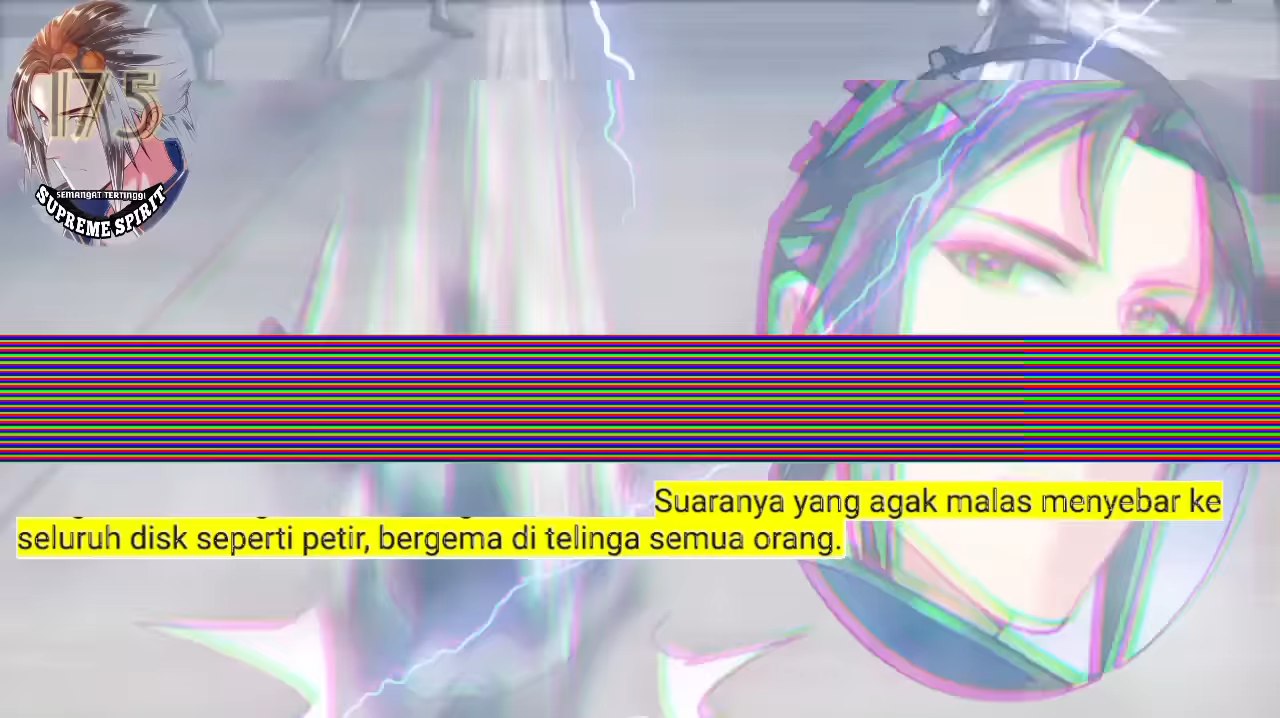 175
SEMANGAT TERTINGGI
SUPREME SPIRIT
Suaranya yang agak malas menyebar ke
seluruh disk seperti petir, bergema di telinga semua orang.